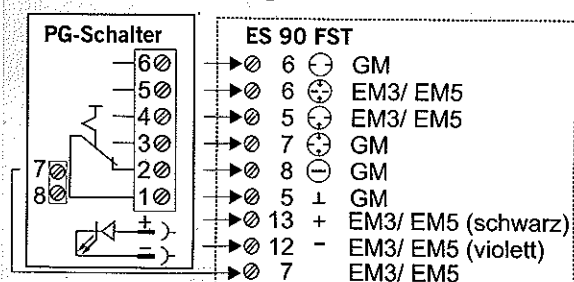 PG-Schalter
6
5
4
3
7 2
8 1
+
-
ES 90 FST
6 GM
6 EM3/ EM5
5 EM3/ EM5
7 GM
8 GM
5 ⊥ GM
13 + EM3/ EM5 (schwarz)
12 - EM3/ EM5 (violett)
7 EM3/ EM5